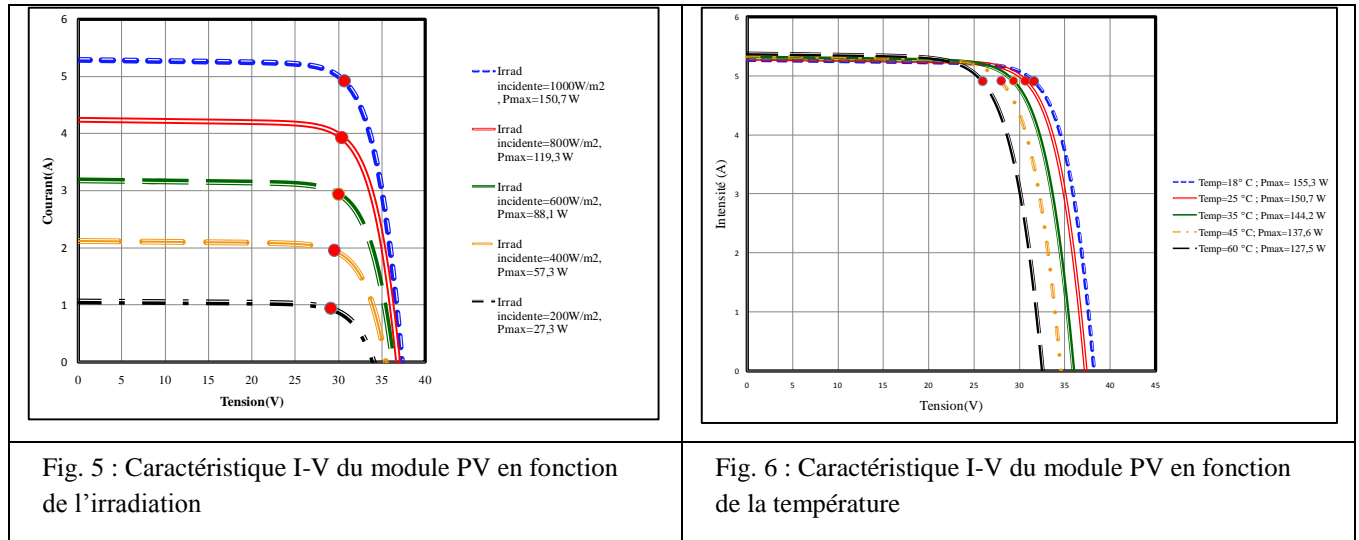 6
5
4
3
2
1
0
Courant(A)
0 5 10 15 20 25 30 35 40
Tension(V)
Irrad
incidente=1000W/m2
, Pmax=150,7 W
Irrad
incidente=800W/m2,
Pmax=119,3 W
Irrad
incidente=600W/m2,
Pmax=88,1 W
Irrad
incidente=400W/m2,
Pmax=57,3 W
Irrad
incidente=200W/m2,
Pmax=27,3 W
Fig. 5 : Caractéristique I-V du module PV en fonction
de l’irradiation
6
5
4
3
2
1
0
Intensité (A)
0 5 10 15 20 25 30 35 40 45
Tension(V)
Temp=18° C ; Pmax= 155,3 W
Temp=25 °C ; Pmax=150,7 W
Temp=35 °C ; Pmax=144,2 W
Temp=45 °C; Pmax=137,6 W
Temp=60 °C ; Pmax=127,5 W
Fig. 6 : Caractéristique I-V du module PV en fonction
de la température